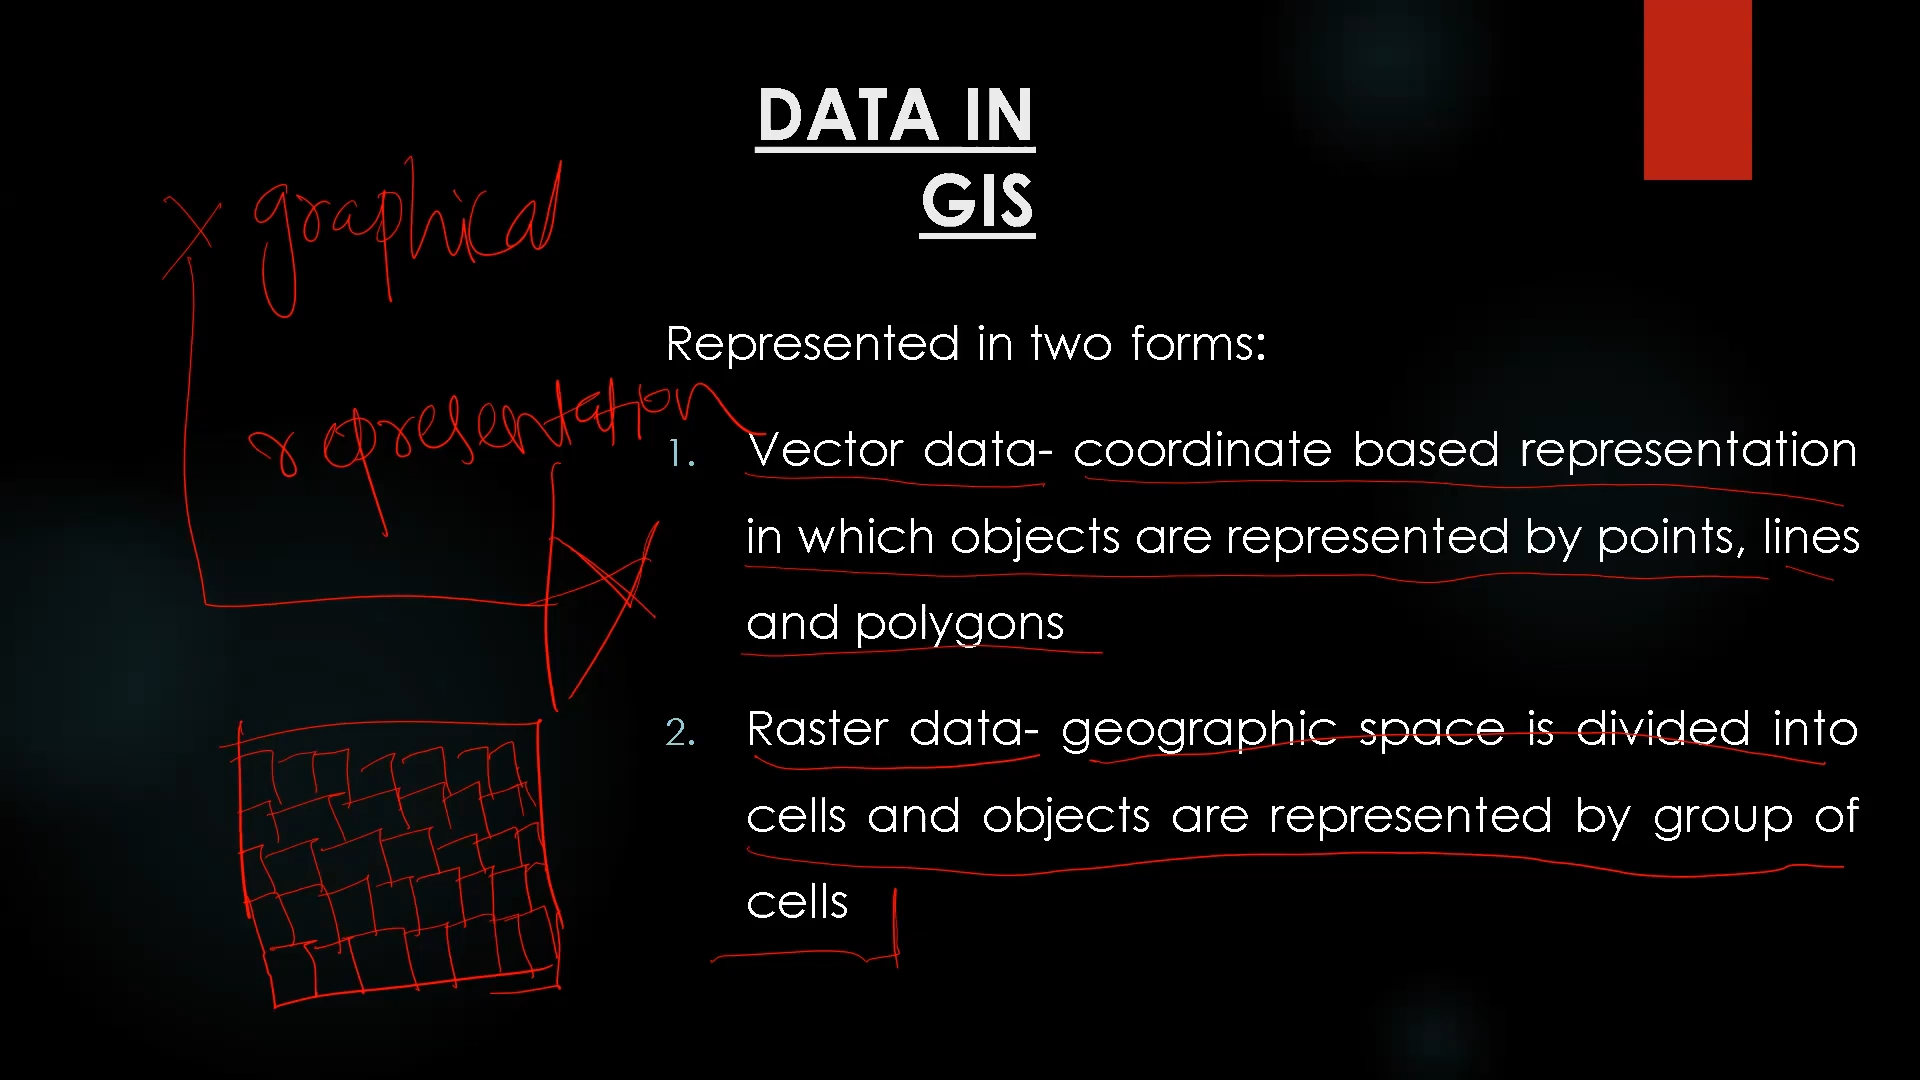 DATA IN
GIS
graphical
representation
Represented in two forms:
1. Vector data- coordinate based representation
in which objects are represented by points, lines
and polygons
2. Raster data- geographic space is divided into
cells and objects are represented by group of
cells